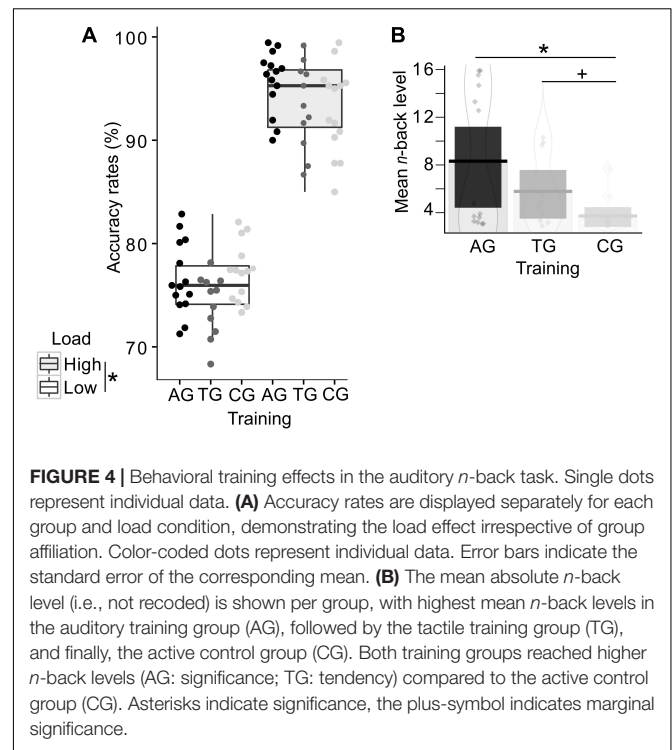 A
B
Accuracy rates (%)
100
90
80
70
AG TG CG AG TG CG
Training
Load
High
Low
*
Mean n-back level
16
12
8
4
*
+
AG TG CG
Training
FIGURE 4 | Behavioral training effects in the auditory n-back task. Single dots
represent individual data. (A) Accuracy rates are displayed separately for each
group and load condition, demonstrating the load effect irrespective of group
affiliation. Color-coded dots represent individual data. Error bars indicate the
standard error of the corresponding mean. (B) The mean absolute n-back
level (i.e., not recoded) is shown per group, with highest mean n-back levels in
the auditory training group (AG), followed by the tactile training group (TG),
and finally, the active control group (CG). Both training groups reached higher
n-back levels (AG: significance; TG: tendency) compared to the active control
group (CG). Asterisks indicate significance, the plus-symbol indicates marginal
significance.